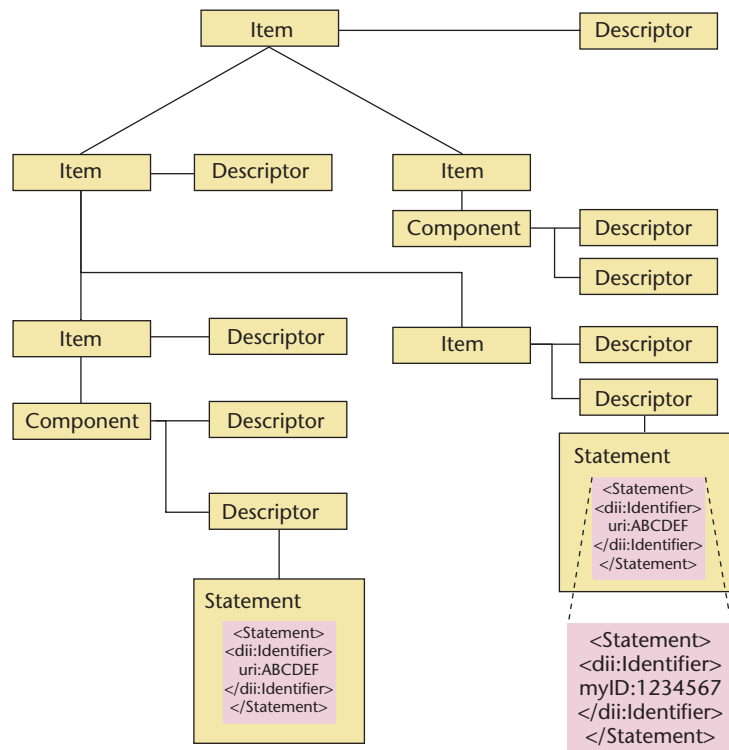 Item
Descriptor
Item
Descriptor
Item
Component
Descriptor
Descriptor
Item
Descriptor
Item
Descriptor
Component
Descriptor
Descriptor
Descriptor
Statement
<Statement>
<dii:Identifier>
uri:ABCDEF
</dii:Identifier>
</Statement>
Statement
<Statement>
<dii:Identifier>
uri:ABCDEF
</dii:Identifier>
</Statement>
<Statement>
<dii:Identifier>
myID:1234567
</dii:Identifier>
</Statement>